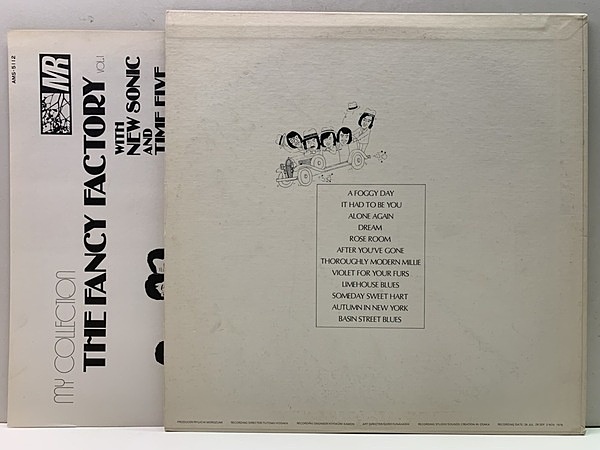 AMS-5112
MR
MY COLLECTION
THE FANCY FACTORY VOL.1
WITH
NEW SONIC
AND
TIME FIVE
A FOGGY DAY
IT HAD TO BE YOU
ALONE AGAIN
DREAM
ROSE ROOM
AFTER YOU'VE GONE
THOROUGHLY MODERN MILLIE
VIOLET FOR YOUR FURS
LIMEHOUSE BLUES
SOMEDAY SWEET HART
AUTUMN IN NEW YORK
BASIN STREET BLUES